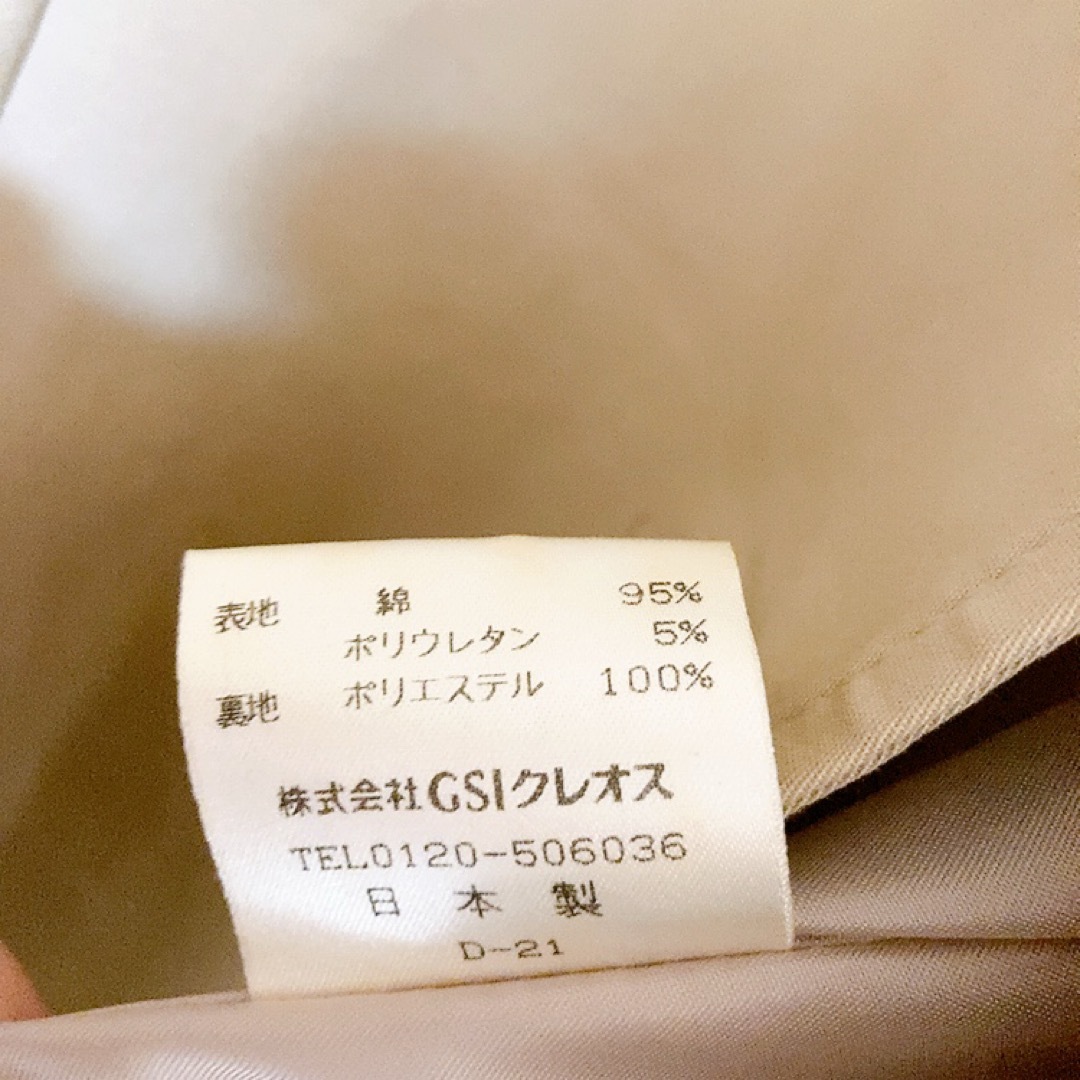 表地 綿 95%
ポリウレタン 5%
裏地 ポリエステル 100%
株式会社GSIクレオス
TEL0120-506036
日本製
D-21